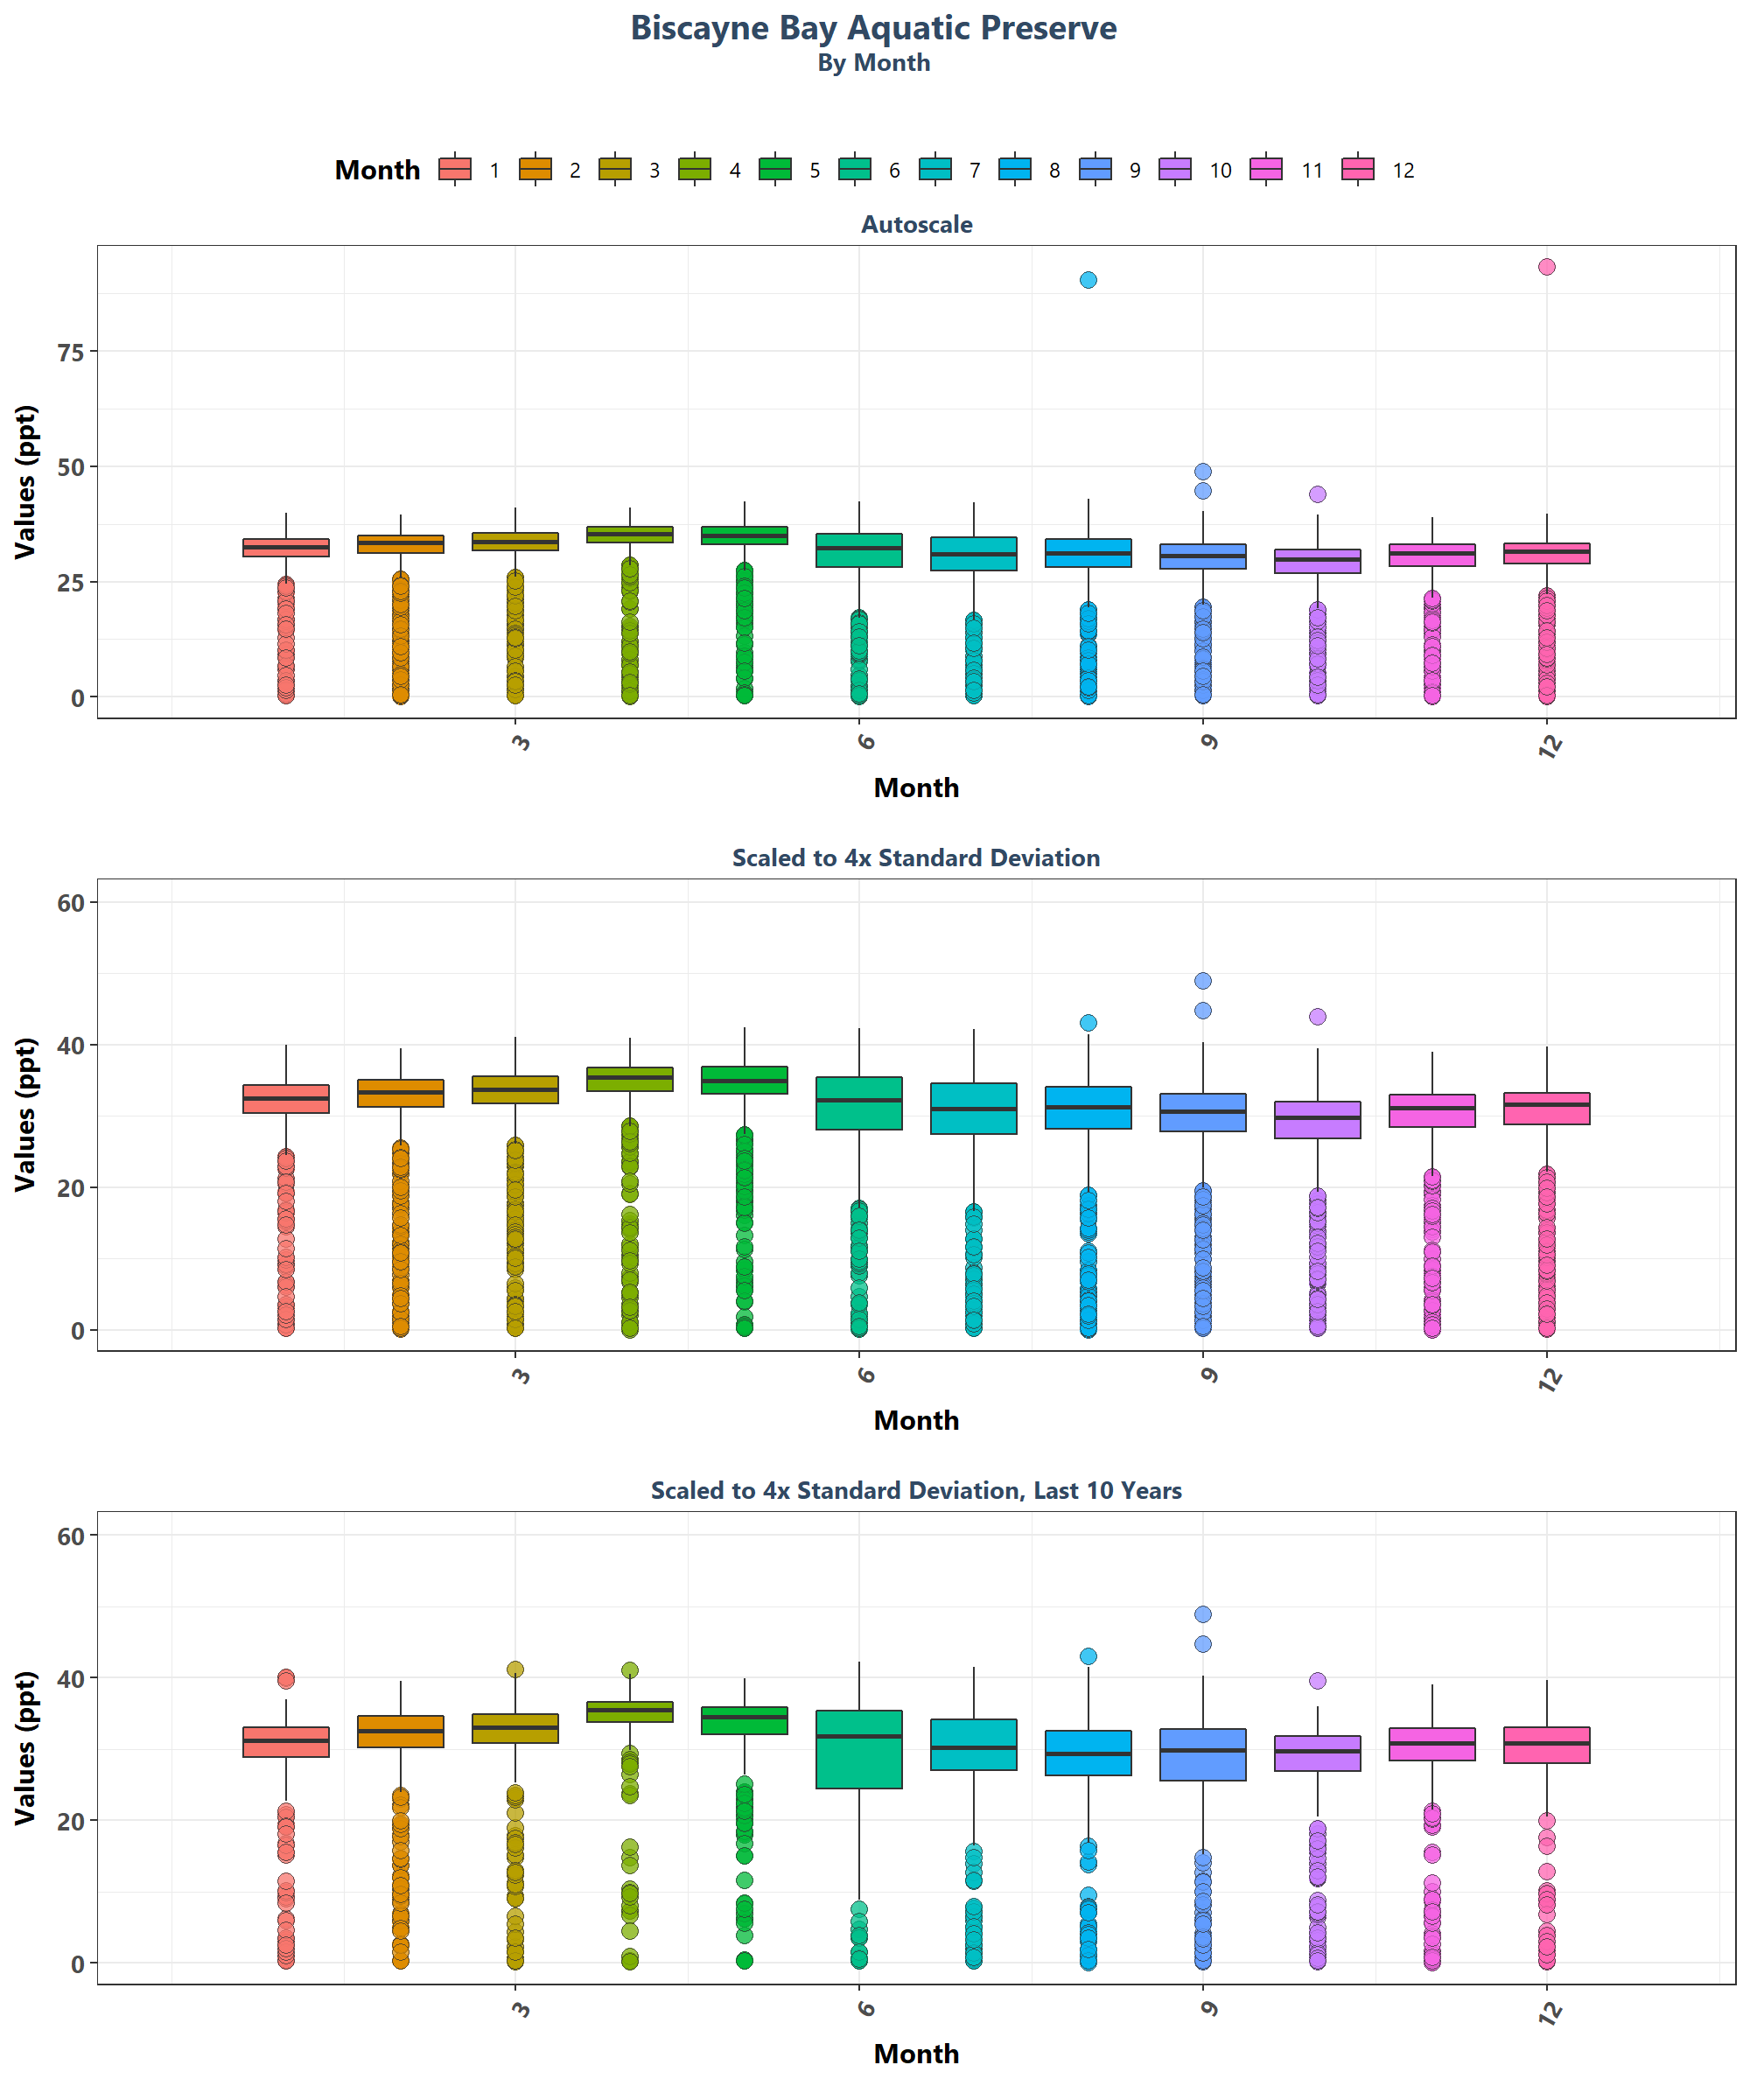 Biscayne Bay Aquatic Preserve
By Month
Month 1 2 3 4 5 6 7 8 9 10 11 12
Autoscale
Values (ppt)
75
50
25
0
3 6 9 12
Month
Scaled to 4x Standard Deviation
Values (ppt)
60
40
20
0
3 6 9 12
Month
Scaled to 4x Standard Deviation, Last 10 Years
Values (ppt)
60
40
20
0
3 6 9 12
Month